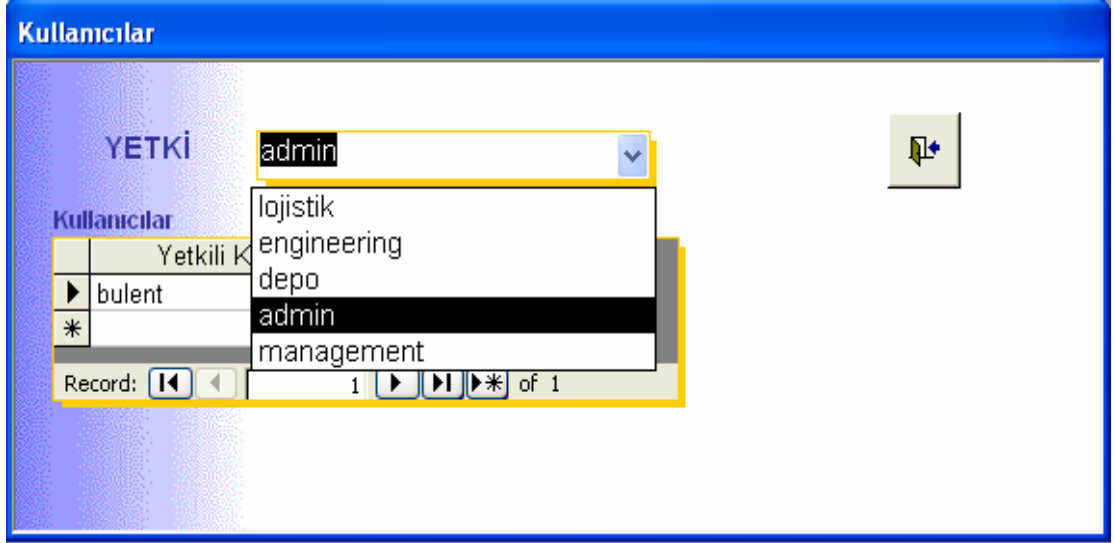 Kullanıcılar
YETKİ admin
lojistik
engineering
depo
admin
management
Kullanıcılar
Yetkili K
bulent
Record: 1 of 1